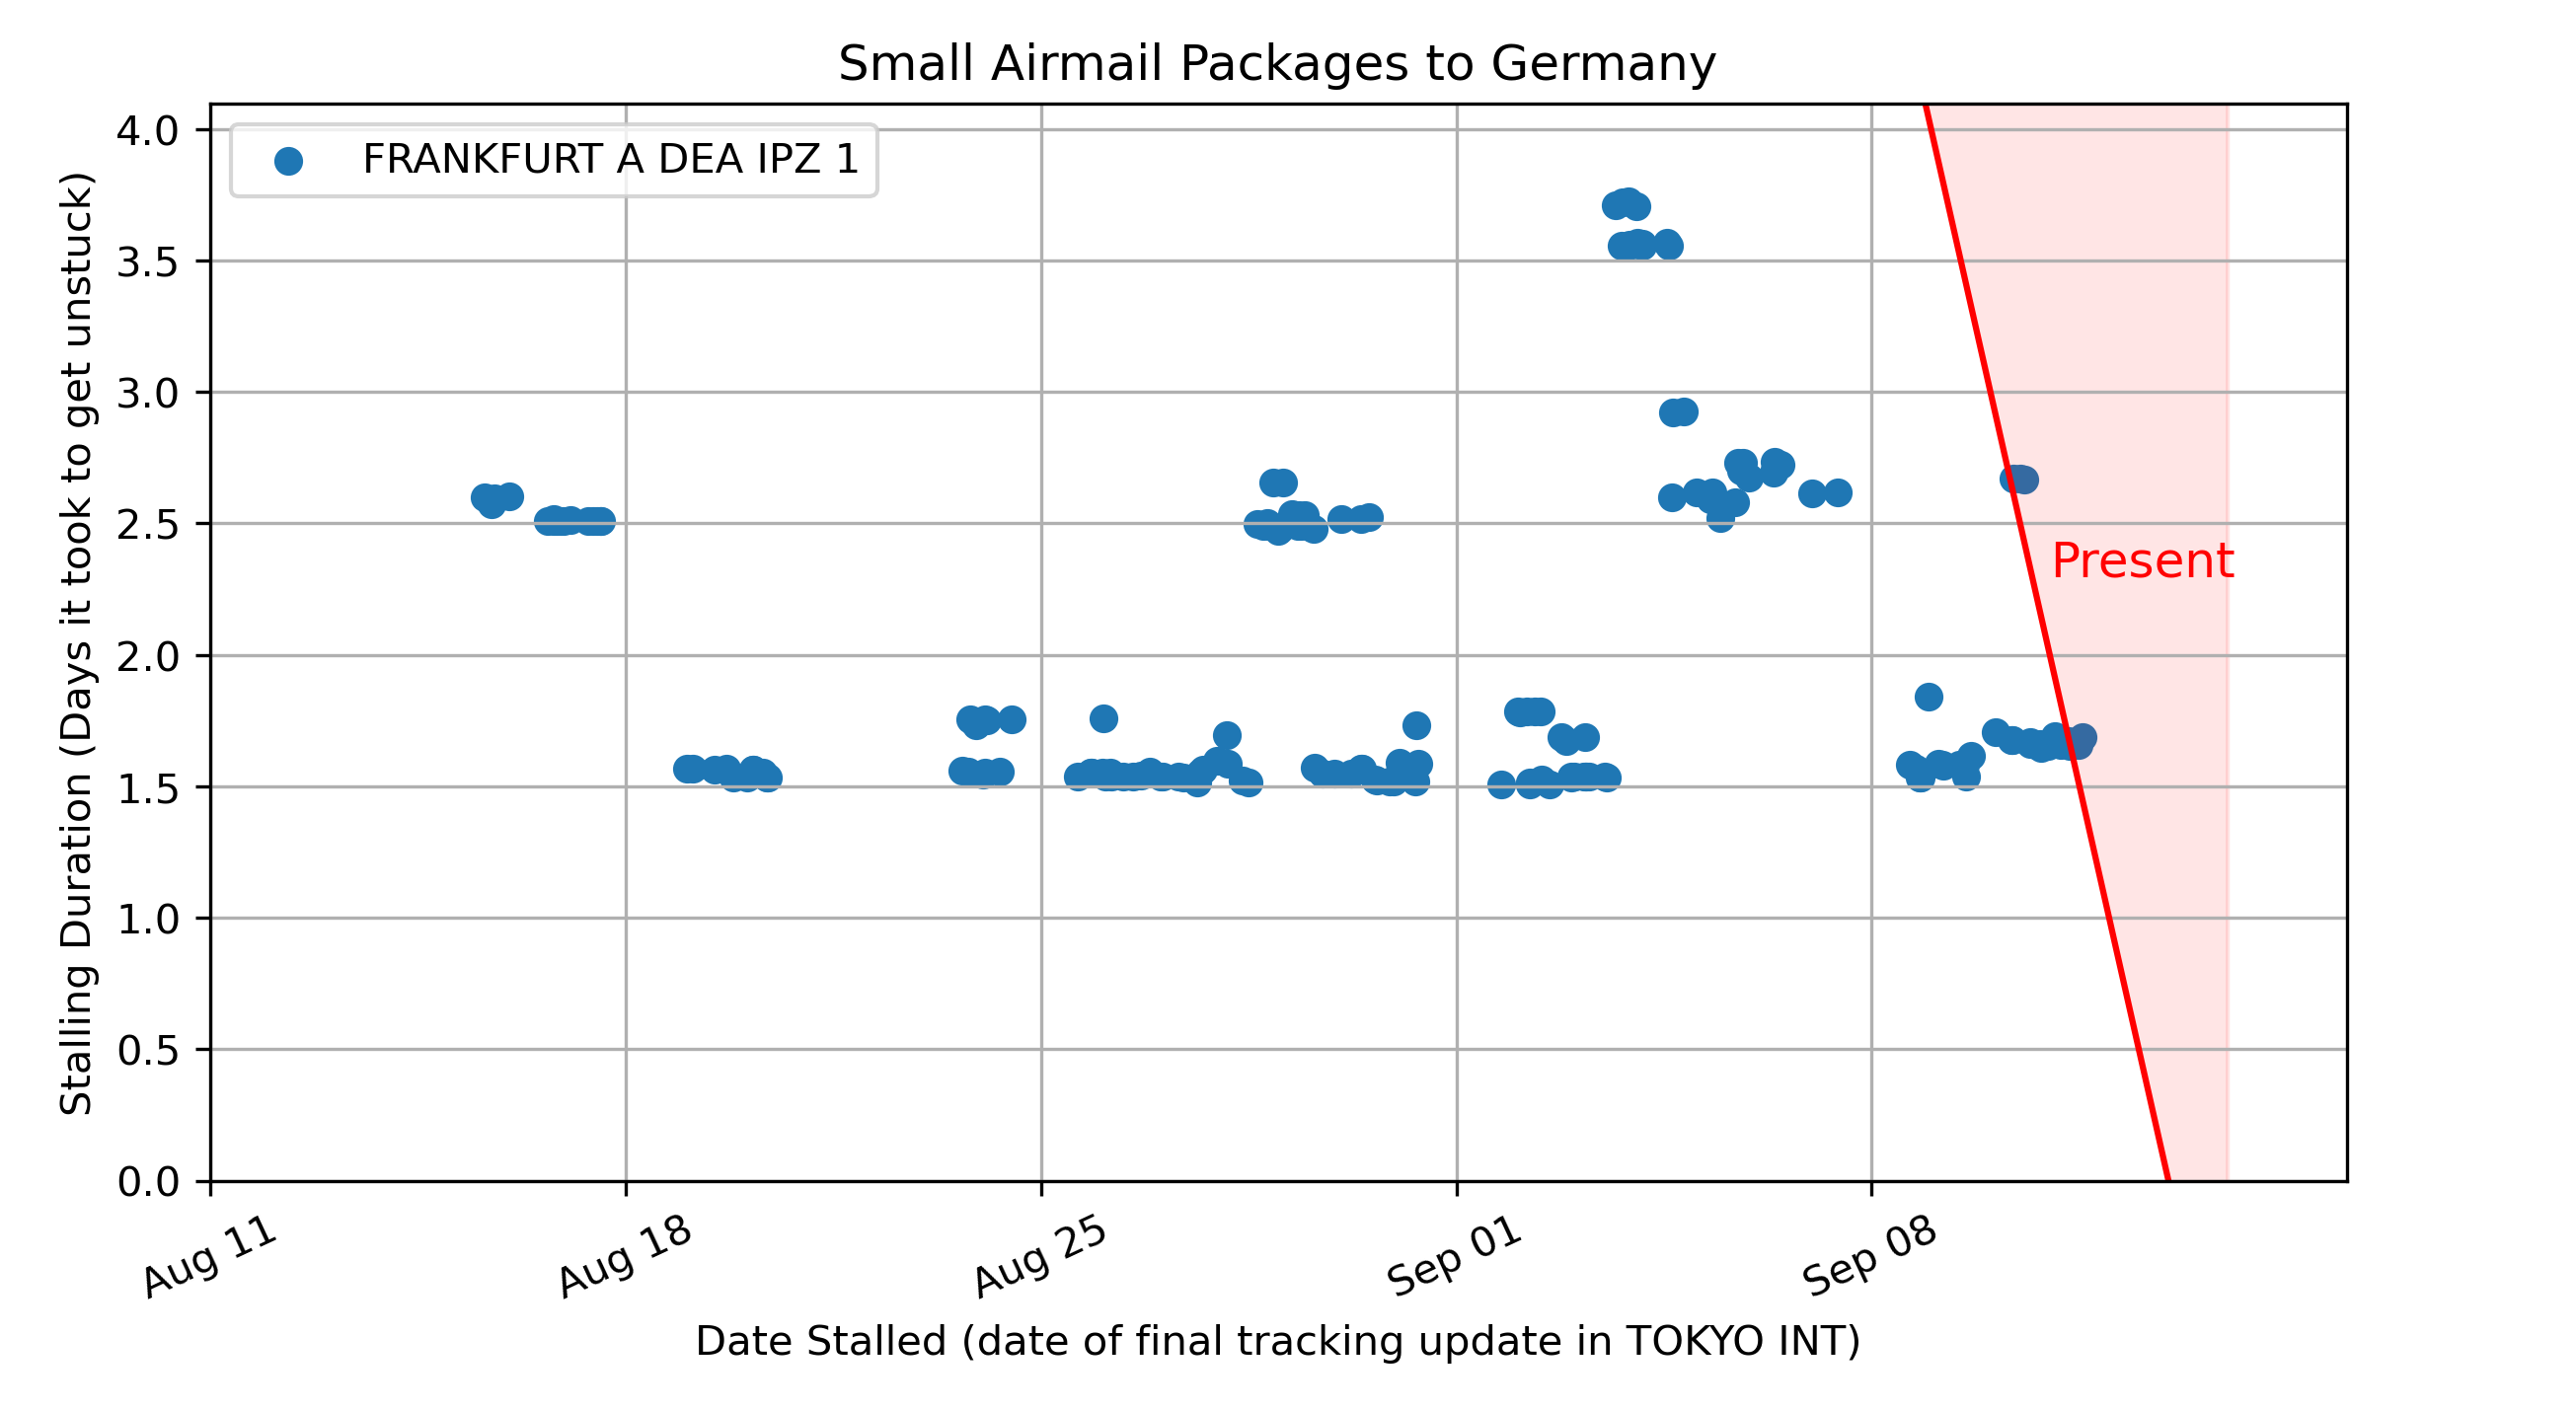 Small Airmail Packages to Germany
FRANKFURT A DEA IPZ 1
Stalling Duration (Days it took to get unstuck)
4.0
3.5
3.0
2.5
2.0
1.5
1.0
0.5
0.0
Present
Aug 11
Aug 18
Aug 25
Sep 01
Sep 08
Date Stalled (date of final tracking update in TOKYO INT)